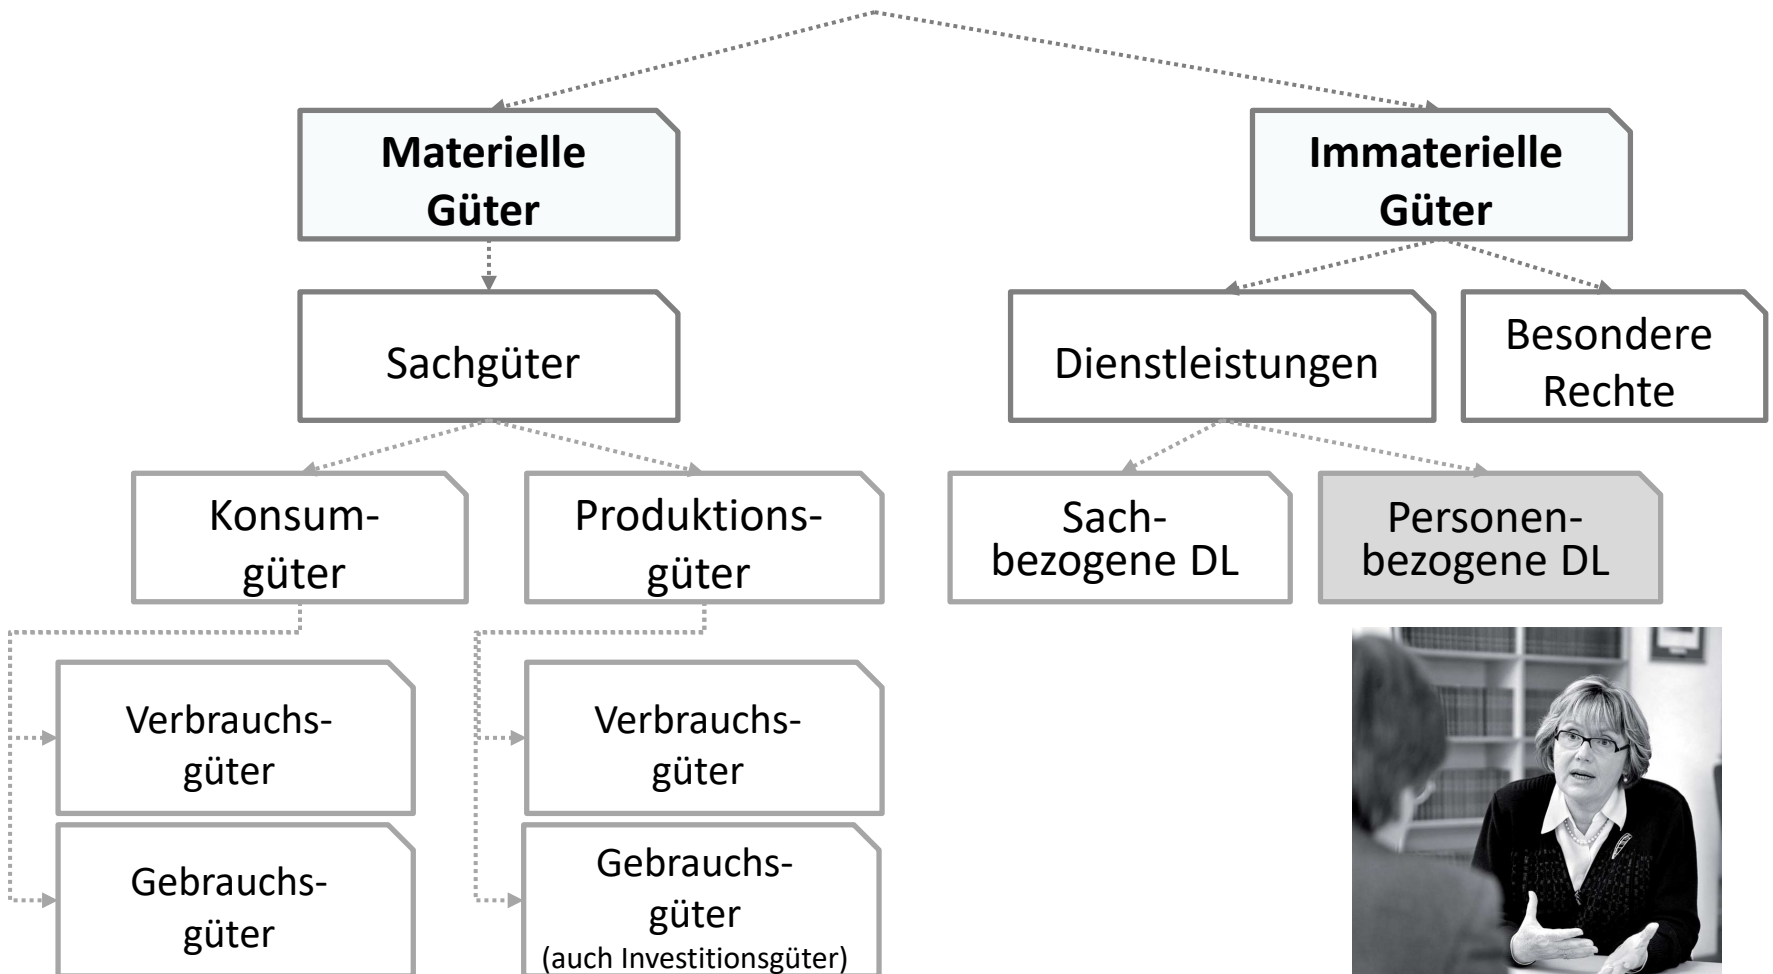 Materielle
Güter
Immaterielle
Güter
Sachgüter
Dienstleistungen
Besondere
Rechte
Konsum-
güter
Produktions-
güter
Sach-
bezogene DL
Personen-
bezogene DL
Verbrauchs-
güter
Verbrauchs-
güter
Gebrauchs-
güter
Gebrauchs-
güter
(auch Investitionsgüter)